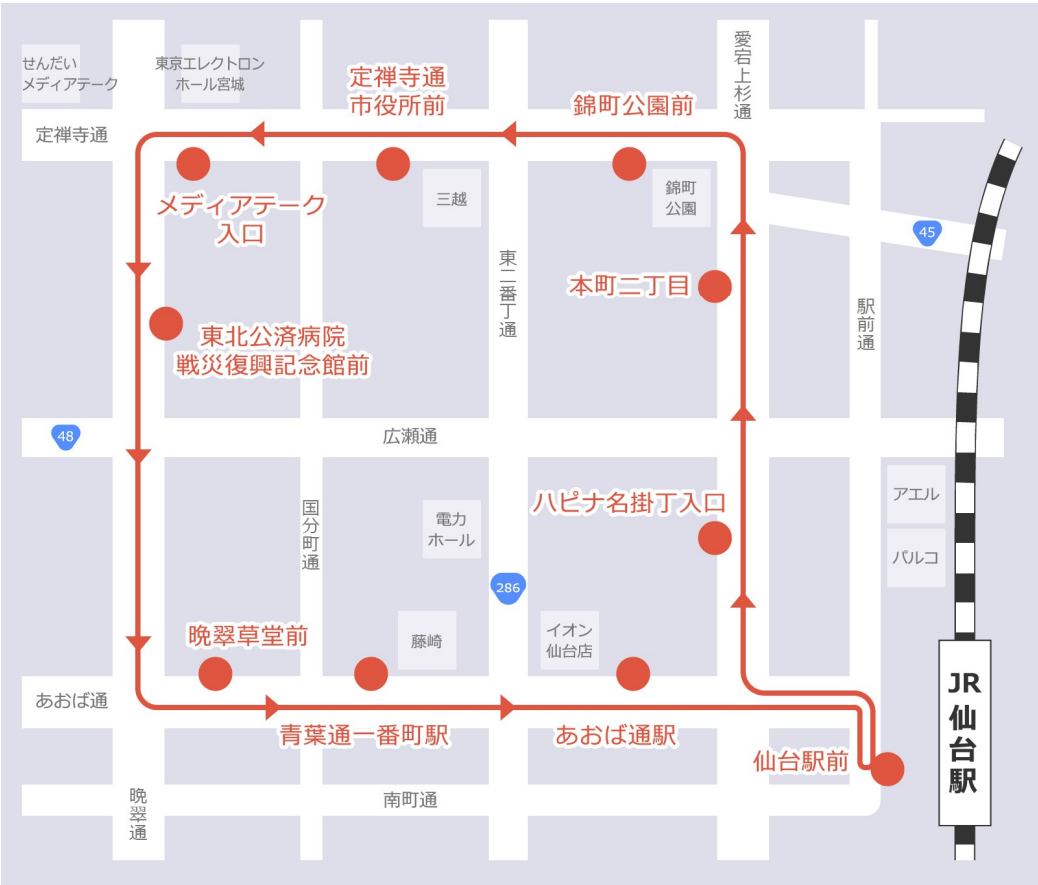 せんだい
メディアテーク
東京エレクトロン
ホール宮城
定禅寺通
市役所前
錦町公園前
愛宕上杉通
定禅寺通
メディアテーク
入口
三越
錦町
公園
45
東二番丁通
本町二丁目
駅前通
東北公済病院
戦災復興記念館前
48
広瀬通
国分町通
電力
ホール
ハピナ名掛丁入口
アエル
パルコ
286
晩翠草堂前
藤崎
イオン
仙台店
あおば通
青葉通一番町駅
あおば通駅
仙台駅前
JR
仙台駅
晩翠通
南町通